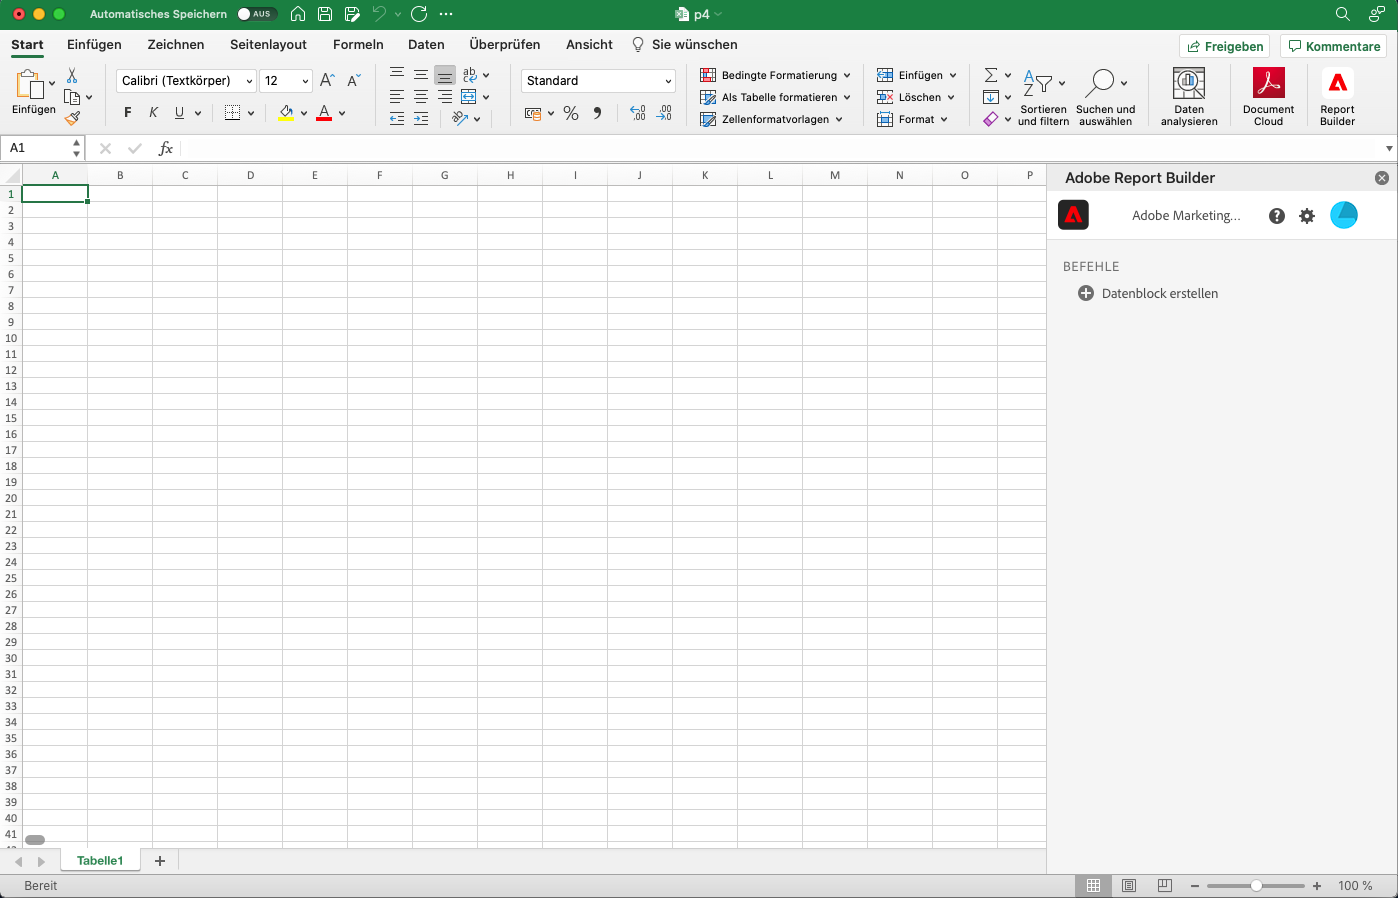 Automatisches Speichern AUS
p4
Start Einfügen Zeichnen Seitenlayout Formeln Daten Überprüfen Ansicht Sie wünschen
Freigeben Kommentare
Einfügen
Calibri (Textkörper) 12
F K U
Standard
Bedingte Formatierung
Als Tabelle formatieren
Zellenformatvorlagen
Einfügen
Löschen
Format
Sortieren
und filtern
Suchen und
auswählen
Daten
analysieren
Document
Cloud
Report
Builder
A1 fx
A B C D E F G H I J K L M N O P
1
2
3
4
5
6
7
8
9
10
11
12
13
14
15
16
17
18
19
20
21
22
23
24
25
26
27
28
29
30
31
32
33
34
35
36
37
38
39
40
41
Adobe Report Builder
Adobe Marketing...
BEFEHLE
Datenblock erstellen
Tabelle1
Bereit
100 %